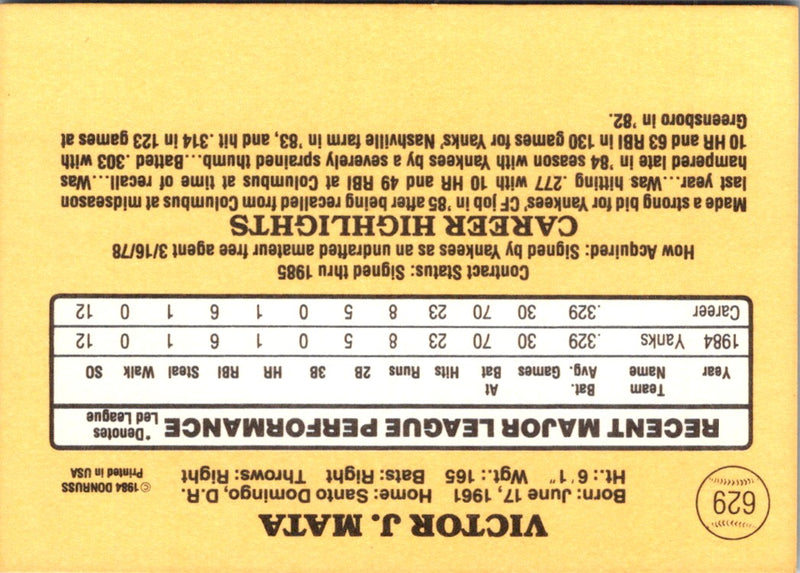 629
VICTOR J. MATA
Born: June 17, 1961 Home: Santo Domingo, D.R.
Ht.: 6'1" Wgt.: 165 Bats: Right Throws: Right
© 1984 DONRUSS
Printed in USA
RECENT MAJOR LEAGUE PERFORMANCE *Denotes Led League
Year Team Name Bat. Avg. Games At Bat Hits Runs 2B 3B HR RBI Steal Walk SO
1984 Yanks .329 30 70 23 8 5 0 1 6 1 0 12
Career .329 30 70 23 8 5 0 1 6 1 0 12
Contract Status: Signed thru 1985
How Acquired: Signed by Yankees as an undrafted amateur free agent 3/16/78
CAREER HIGHLIGHTS
Made a strong bid for Yankees' CF job in '85 after being recalled from Columbus at midseason
last year...Was hitting .277 with 10 HR and 49 RBI at Columbus at time of recall...Was
hampered late in '84 season with Yankees by a severely sprained thumb...Batted .303 with
10 HR and 63 RBI in 130 games for Yanks' Nashville farm in '83, and hit .314 in 123 games at
Greensboro in '82.